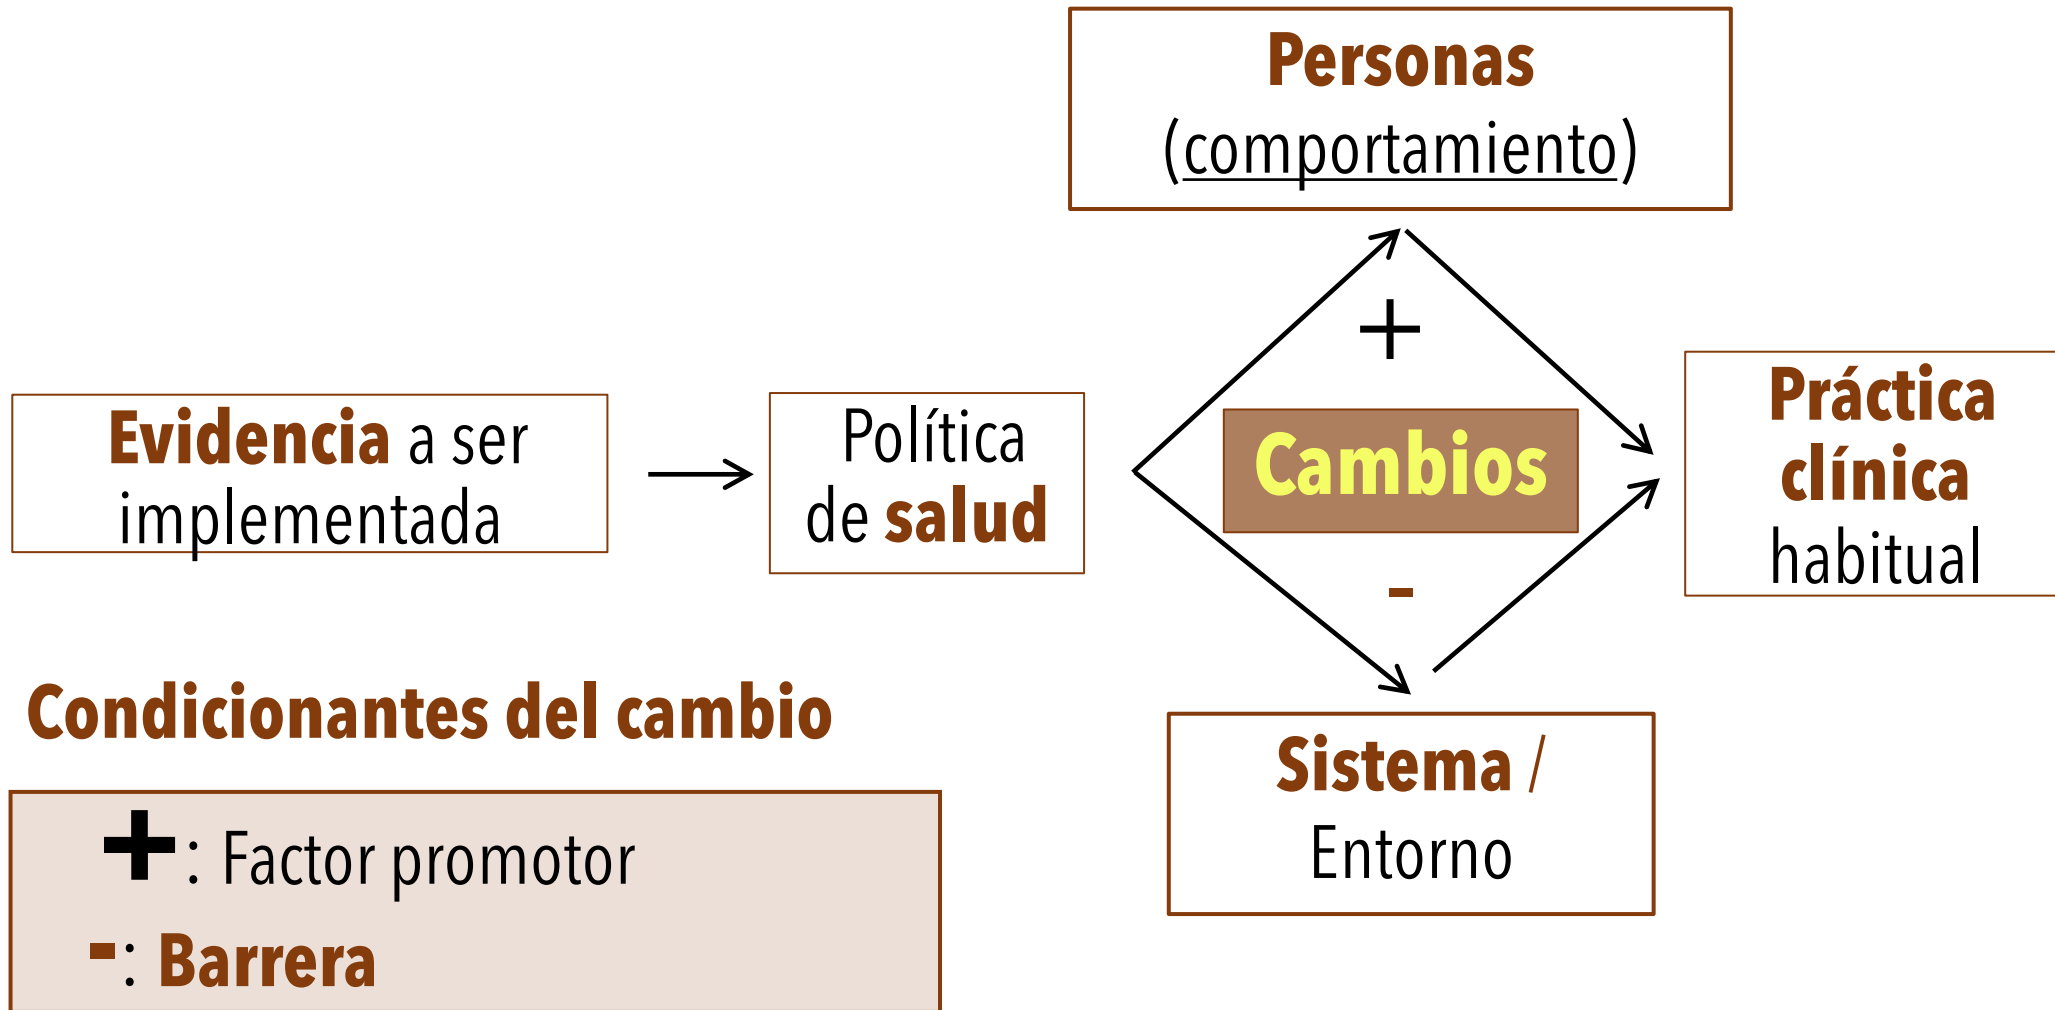 Personas
(comportamiento)
+
Evidencia a ser
implementada
Política
de salud
Cambios
Práctica
clínica
habitual
-
Condicionantes del cambio
Sistema /
Entorno
+: Factor promotor
-: Barrera